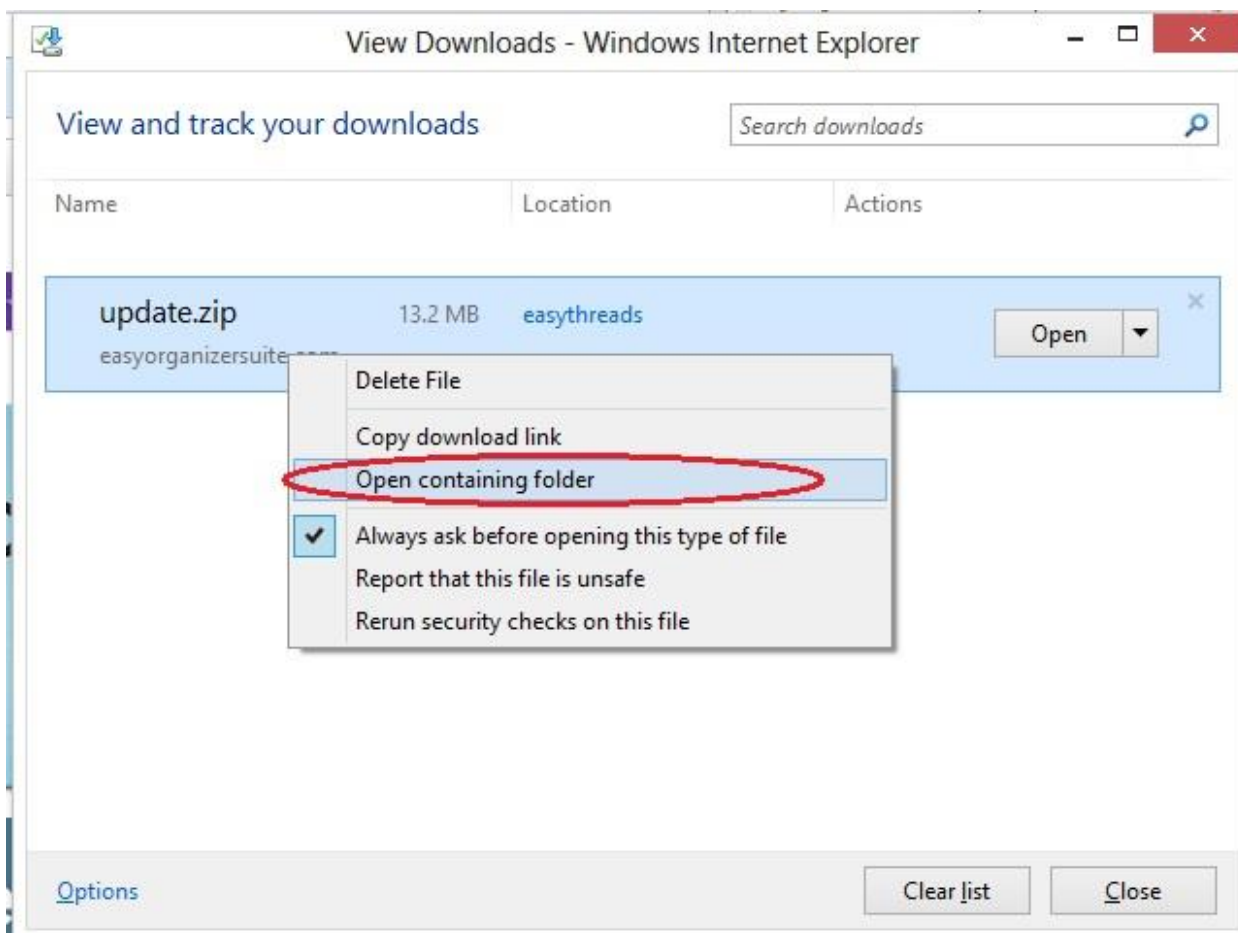 View Downloads - Windows Internet Explorer
View and track your downloads
Search downloads
Name Location Actions
update.zip 13.2 MB easythreads
Open
easyorganizersuite
Delete File
Copy download link
Open containing folder
Always ask before opening this type of file
Report that this file is unsafe
Rerun security checks on this file
Options Clear list Close